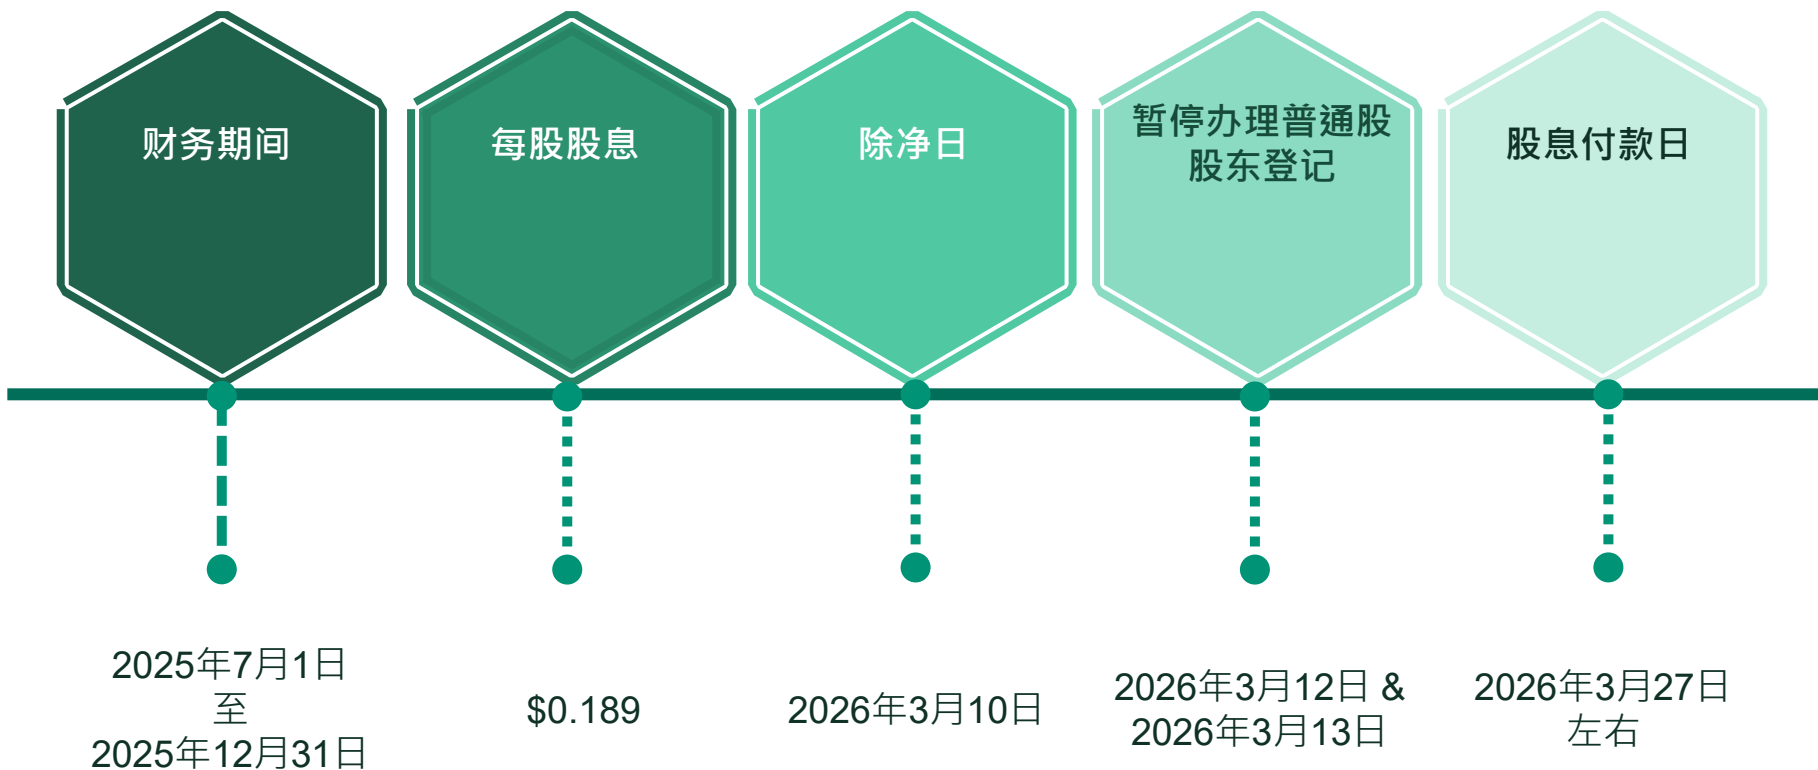 财务期间
每股股息
除净日
暂停办理普通股
股东登记
股息付款日
2025年7月1日
至
2025年12月31日
$0.189
2026年3月10日
2026年3月12日 &
2026年3月13日
2026年3月27日
左右